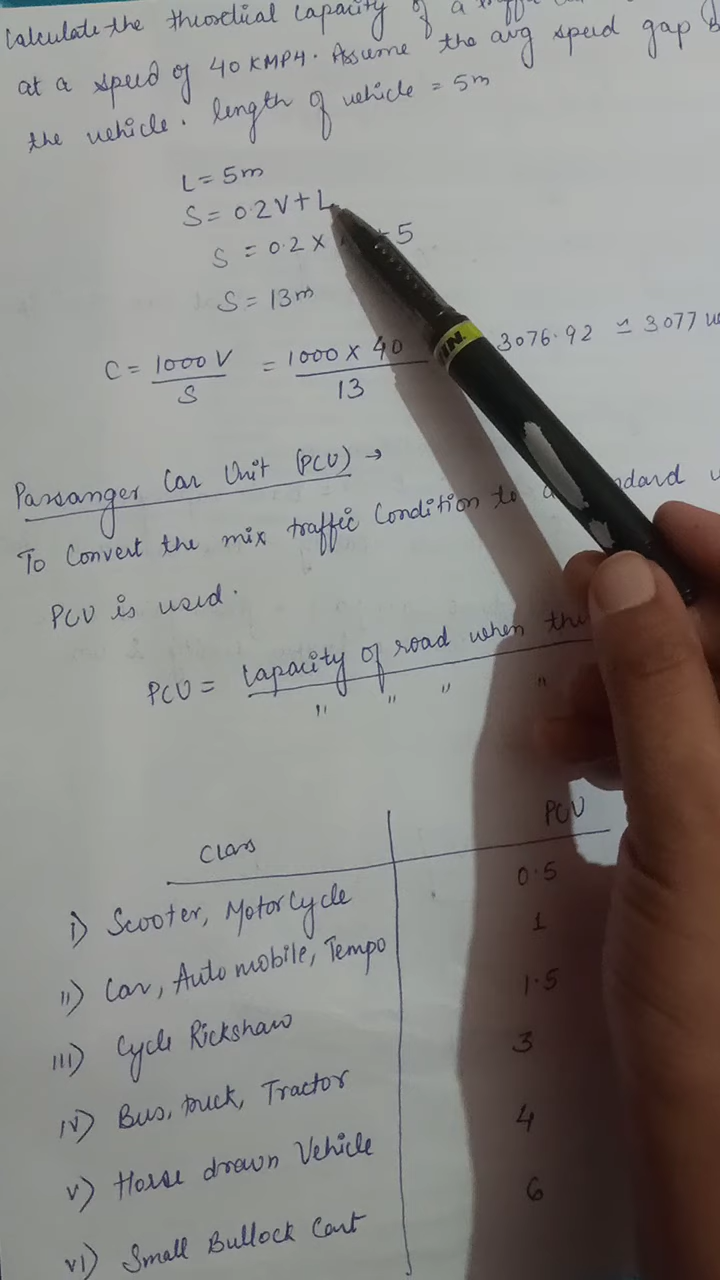 Calculate the theoretical capacity of a traffic
at a speed of 40 KMPH. Assume the avg speed gap
the vehicle. length of vehicle = 5m
L = 5m
S = 0.2V + L
S = 0.2 × + 5
S = 13m
C = 1000 V / S = 1000 × 40 / 13 3076.92 ≃ 3077
Passanger Car Unit (PCU) →
To Convert the mix traffic Condition to a
PCU is used.
PCU = Capacity of road when
" " " "
Class PCU
i) Scooter, Motorcycle 0.5
ii) Car, Automobile, Tempo 1
iii) Cycle Rickshaw 1.5
iv) Bus, truck, Tractor 3
v) Horse drawn Vehicle 4
vi) Small Bullock Cart 6